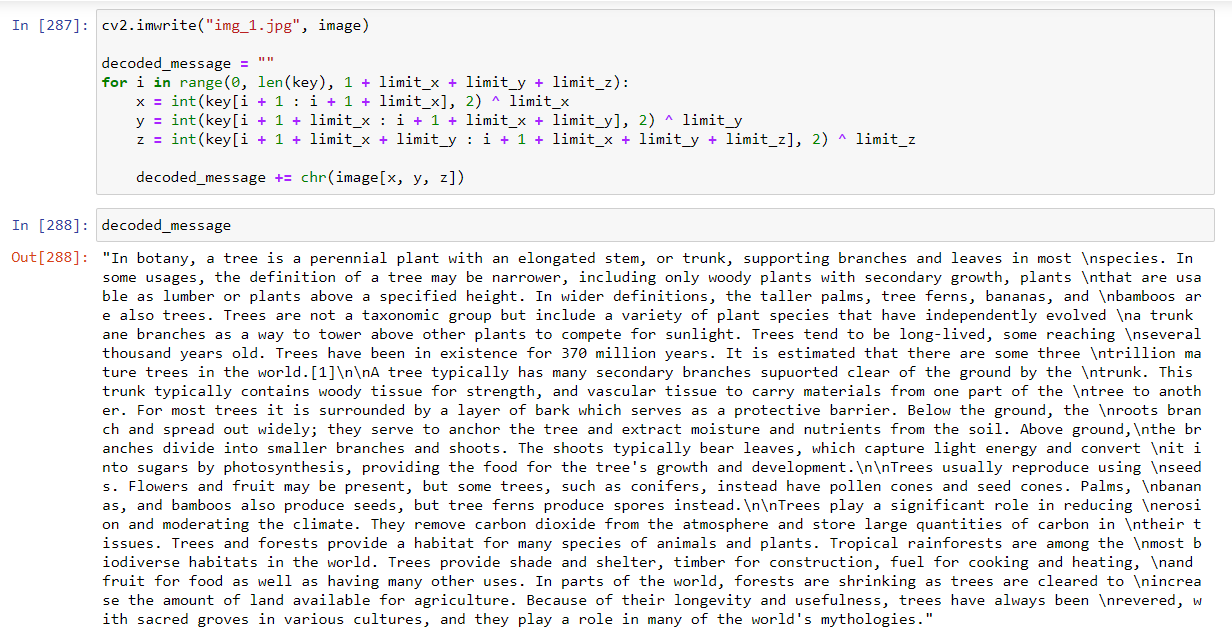 In [287]: cv2.imwrite("img_1.jpg", image)
decoded_message = ""
for i in range(0, len(key), 1 + limit_x + limit_y + limit_z):
    x = int(key[i + 1 : i + 1 + limit_x], 2) ^ limit_x
    y = int(key[i + 1 + limit_x : i + 1 + limit_x + limit_y], 2) ^ limit_y
    z = int(key[i + 1 + limit_x + limit_y : i + 1 + limit_x + limit_y + limit_z], 2) ^ limit_z
    decoded_message += chr(image[x, y, z])
In [288]: decoded_message
Out[288]: "In botany, a tree is a perennial plant with an elongated stem, or trunk, supporting branches and leaves in most \nspecies. In
some usages, the definition of a tree may be narrower, including only woody plants with secondary growth, plants \nthat are usa
ble as lumber or plants above a specified height. In wider definitions, the taller palms, tree ferns, bananas, and \nbamboos ar
e also trees. Trees are not a taxonomic group but include a variety of plant species that have independently evolved \na trunk
ane branches as a way to tower above other plants to compete for sunlight. Trees tend to be long-lived, some reaching \nseveral
thousand years old. Trees have been in existence for 370 million years. It is estimated that there are some three \ntrillion ma
ture trees in the world.[1]\n\nA tree typically has many secondary branches supuorted clear of the ground by the \ntrunk. This
trunk typically contains woody tissue for strength, and vascular tissue to carry materials from one part of the \ntree to anoth
er. For most trees it is surrounded by a layer of bark which serves as a protective barrier. Below the ground, the \nroots bran
ch and spread out widely; they serve to anchor the tree and extract moisture and nutrients from the soil. Above ground,\nthe br
anches divide into smaller branches and shoots. The shoots typically bear leaves, which capture light energy and convert \nit i
nto sugars by photosynthesis, providing the food for the tree's growth and development.\n\nTrees usually reproduce using \nseed
s. Flowers and fruit may be present, but some trees, such as conifers, instead have pollen cones and seed cones. Palms, \nbanan
as, and bamboos also produce seeds, but tree ferns produce spores instead.\n\nTrees play a significant role in reducing \nerosi
on and moderating the climate. They remove carbon dioxide from the atmosphere and store large quantities of carbon in \ntheir t
issues. Trees and forests provide a habitat for many species of animals and plants. Tropical rainforests are among the \nmost b
iodiverse habitats in the world. Trees provide shade and shelter, timber for construction, fuel for cooking and heating, \nand
fruit for food as well as having many other uses. In parts of the world, forests are shrinking as trees are cleared to \nincrea
se the amount of land available for agriculture. Because of their longevity and usefulness, trees have always been \nrevered, w
ith sacred groves in various cultures, and they play a role in many of the world's mythologies."